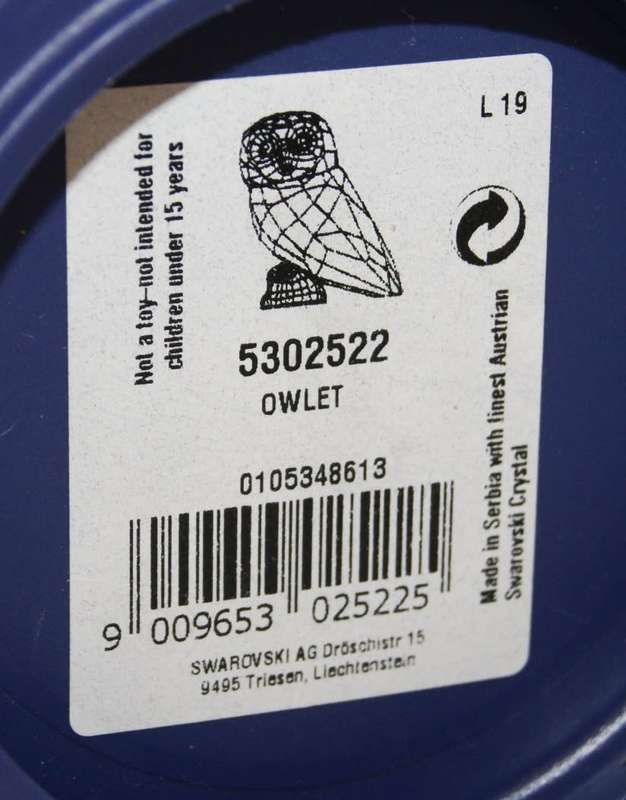 L 19
Not a toy-not intended for
children under 15 years
5302522
OWLET
0105348613
9 009653 025225
SWAROVSKI AG Dröschistr 15
9495 Triesen, Liechtenstein
Made in Serbia with finest Austrian
Swarovski Crystal